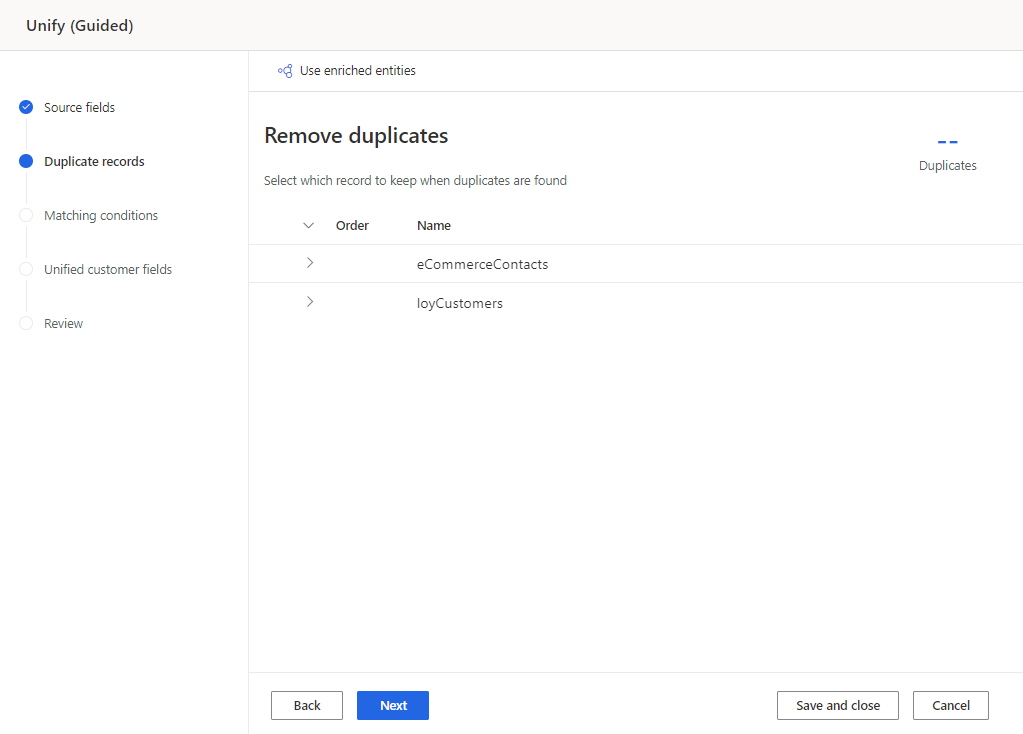 Unify (Guided)
Use enriched entities
Source fields
Duplicate records
Matching conditions
Unified customer fields
Review
Remove duplicates
--
Duplicates
Select which record to keep when duplicates are found
Order Name
eCommerceContacts
loyCustomers
Back Next Save and close Cancel